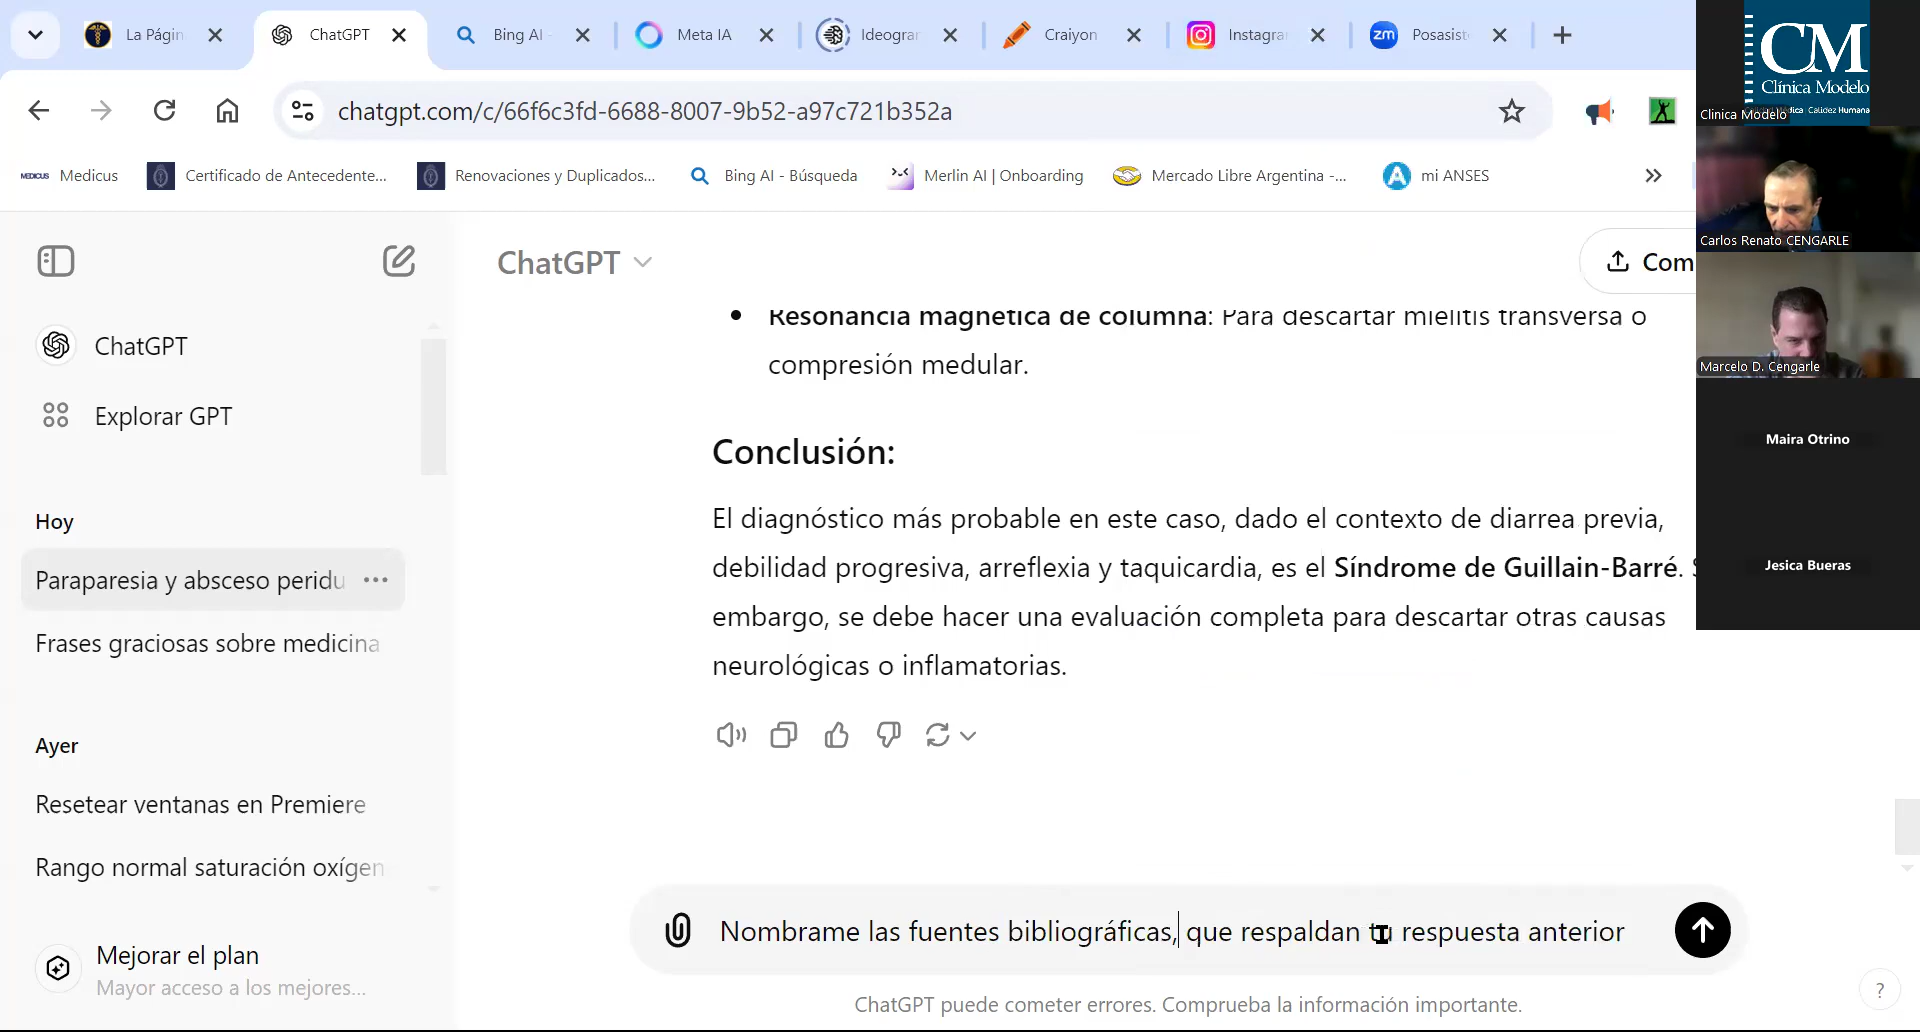 La Págin
ChatGPT
Bing AI -
Meta IA
Ideogram
Craiyon
Instagra
zm
Posasist
chatgpt.com/c/66f6c3fd-6688-8007-9b52-a97c721b352a
MEDICUS Medicus
Certificado de Antecedente...
Renovaciones y Duplicados...
Bing AI - Búsqueda
Merlin AI | Onboarding
Mercado Libre Argentina -...
mi ANSES
CM
Clínica Modelo
Calidad Médica Calidez Humana
Clinica Modelo
Carlos Renato CENGARLE
Marcelo D. Cengarle
Maira Otrino
Jesica Bueras
ChatGPT
Explorar GPT
Hoy
Paraparesia y absceso peridu
Frases graciosas sobre medicina
Ayer
Resetear ventanas en Premiere
Rango normal saturación oxígen
Mejorar el plan
Mayor acceso a los mejores...
ChatGPT
Com
Resonancia magnética de columna: Para descartar mielitis transversa o
compresión medular.
Conclusión:
El diagnóstico más probable en este caso, dado el contexto de diarrea previa,
debilidad progresiva, arreflexia y taquicardia, es el Síndrome de Guillain-Barré. S
embargo, se debe hacer una evaluación completa para descartar otras causas
neurológicas o inflamatorias.
Nombrame las fuentes bibliográficas, que respaldan tu respuesta anterior
ChatGPT puede cometer errores. Comprueba la información importante.
?